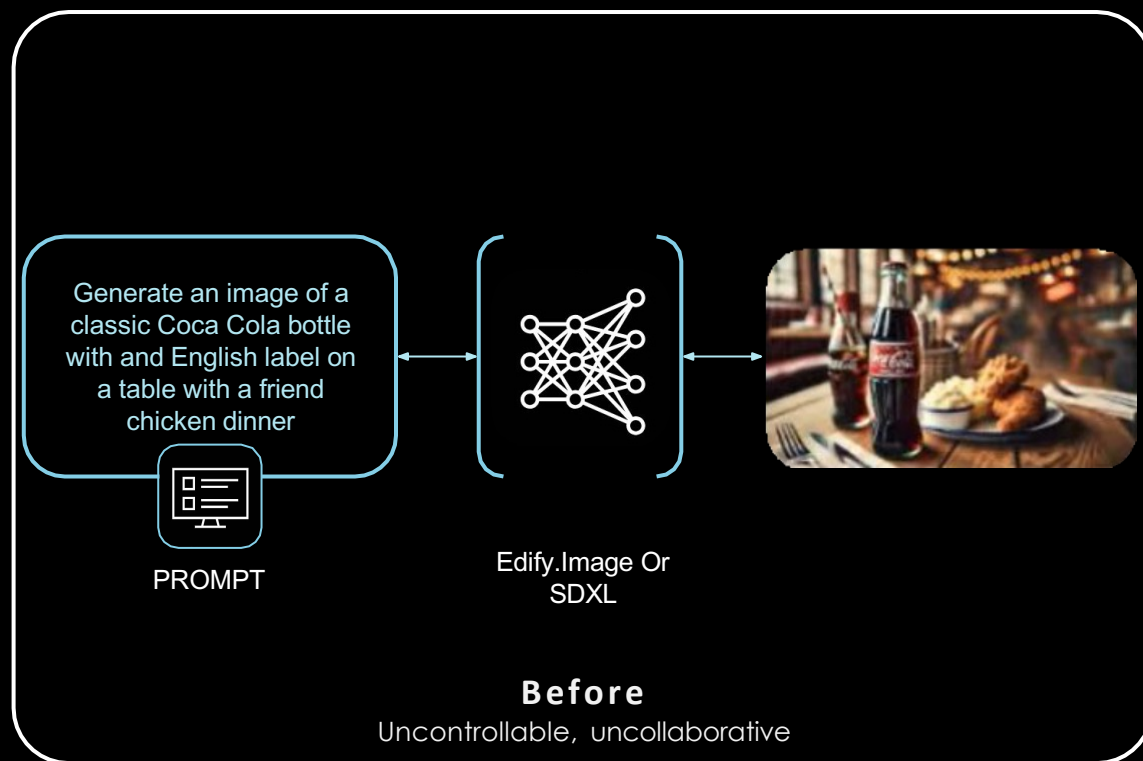 Generate an image of a
classic Coca Cola bottle
with and English label on
a table with a friend
chicken dinner
PROMPT
Edify.Image Or
SDXL
Before
Uncontrollable, uncollaborative